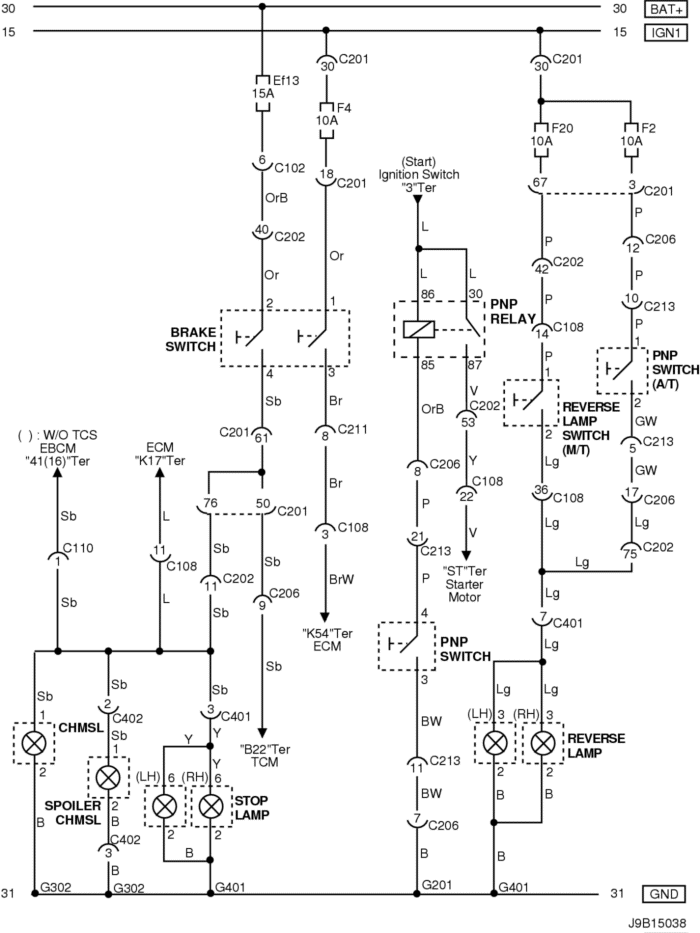 30
30
BAT+
15
15
IGN1
C201
30
C201
30
Ef13
15A
F4
10A
F20
10A
F2
10A
(Start)
Ignition Switch
"3"Ter
6
C102
18
C201
67
3
C201
OrB
L
P
C206
12
40
C202
P
C202
42
P
Or
Or
L
L
10
C213
2
1
86
30
PNP
RELAY
P
C108
14
P
BRAKE
SWITCH
P
1
1
PNP
SWITCH
(A/T)
4
3
85
87
REVERSE
LAMP
SWITCH
(M/T)
2
Sb
Br
OrB
V
C202
53
2
GW
( ) : W/O TCS
EBCM
"41(16)"Ter
ECM
"K17"Ter
C201
61
8
C211
Lg
C213
5
C206
8
Y
C108
22
GW
76
50
C201
Br
36
C108
17
C206
Sb
L
P
V
Lg
Lg
Sb
Sb
3
C108
21
C213
C110
1
11
C108
C202
11
C206
9
BrW
P
"ST"Ter
Starter
Motor
75
C202
Lg
Sb
L
Sb
"K54"Ter
ECM
4
Lg
7
C401
PNP
SWITCH
Lg
Sb
Sb
Sb
Sb
3
Lg
Lg
1
CHMSL
2
C402
3
C401
BW
(LH)
3
(RH)
3
Sb
Y
Y
"B22"Ter
TCM
REVERSE
LAMP
2
1
(LH)
6
(RH)
6
11
C213
2
2
SPOILER
CHMSL
STOP
LAMP
BW
B
B
B
2
B
2
2
7
C206
C402
3
B
B
B
B
31
G302
G302
G401
G201
G401
31
GND
J9B15038